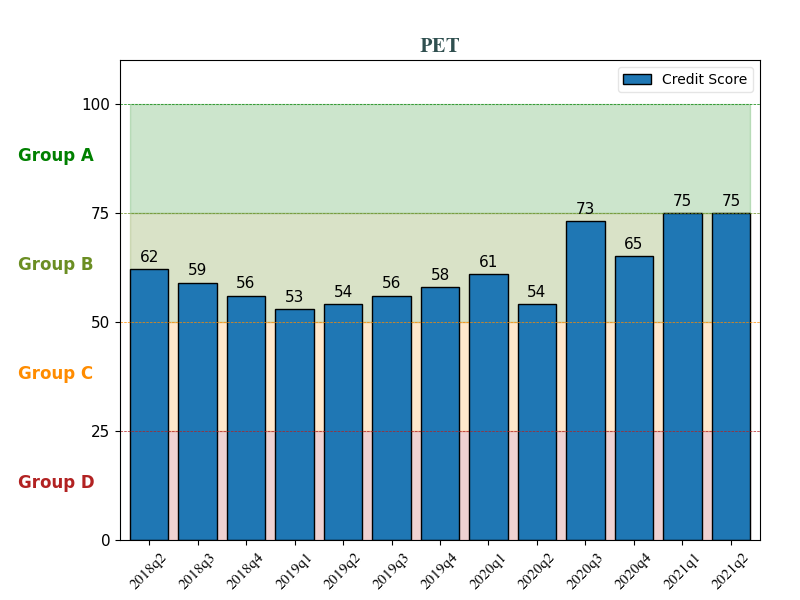 PET
Credit Score
100
Group A
75
75
75
73
65
Group B
62
59
56
53
54
56
58
61
54
50
Group C
25
Group D
0
2018q2
2018q3
2018q4
2019q1
2019q2
2019q3
2019q4
2020q1
2020q2
2020q3
2020q4
2021q1
2021q2